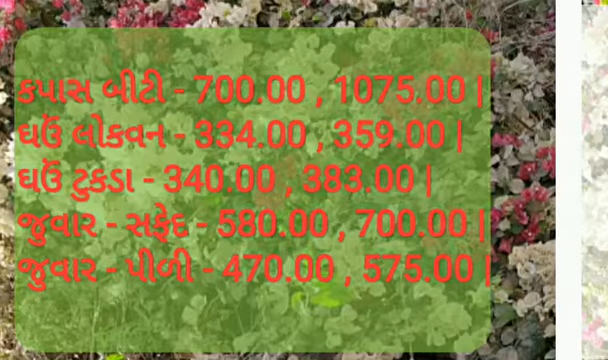 કપાસ બીટી - 700.00 , 1075.00 |
ઘઉં લોકવન - 334.00 , 359.00 |
ઘઉં ટુકડા - 340.00 , 383.00 |
જુવાર - સફેદ - 580.00 , 700.00 |
જુવાર - પીળી - 470.00 , 575.00 |